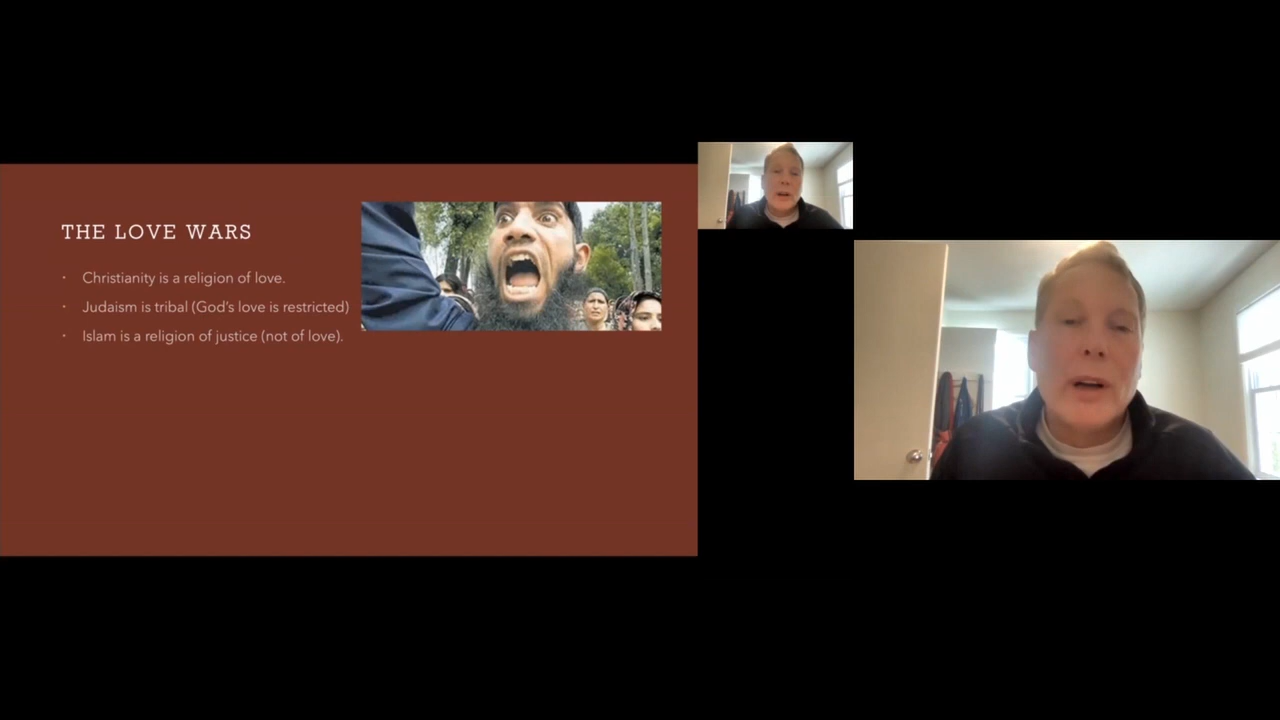 THE LOVE WARS
· Christianity is a religion of love.
· Judaism is tribal (God's love is restricted)
· Islam is a religion of justice (not of love).